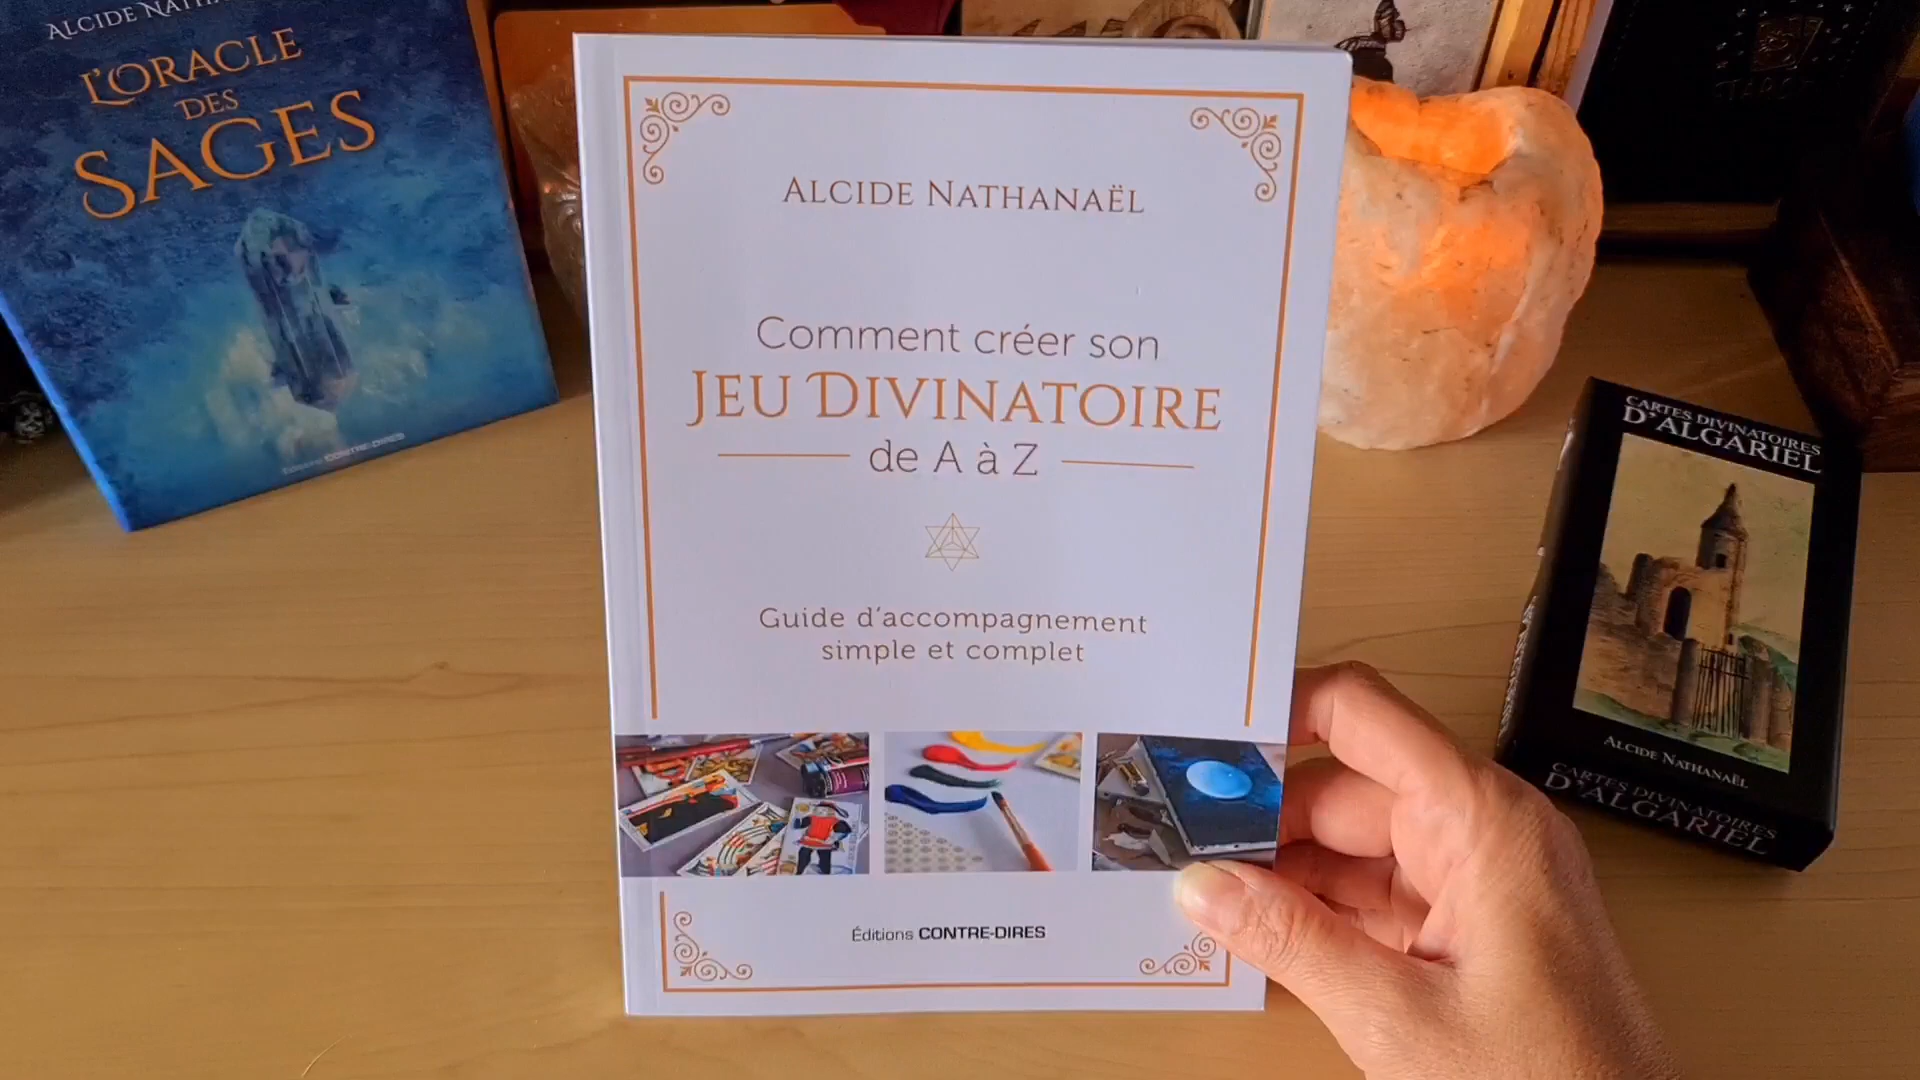 ALCIDE
L'ORACLE
DES
SAGES
Éditions CONTRE-DIRES
ALCIDE NATHANAËL
Comment créer son
JEU DIVINATOIRE
de A à Z
Guide d'accompagnement
simple et complet
Éditions CONTRE-DIRES
TAROT
CARTES DIVINATOIRES
D'ALGARIEL
ALCIDE NATHANAËL
CARTES DIVINATOIRES
D'ALGARIEL